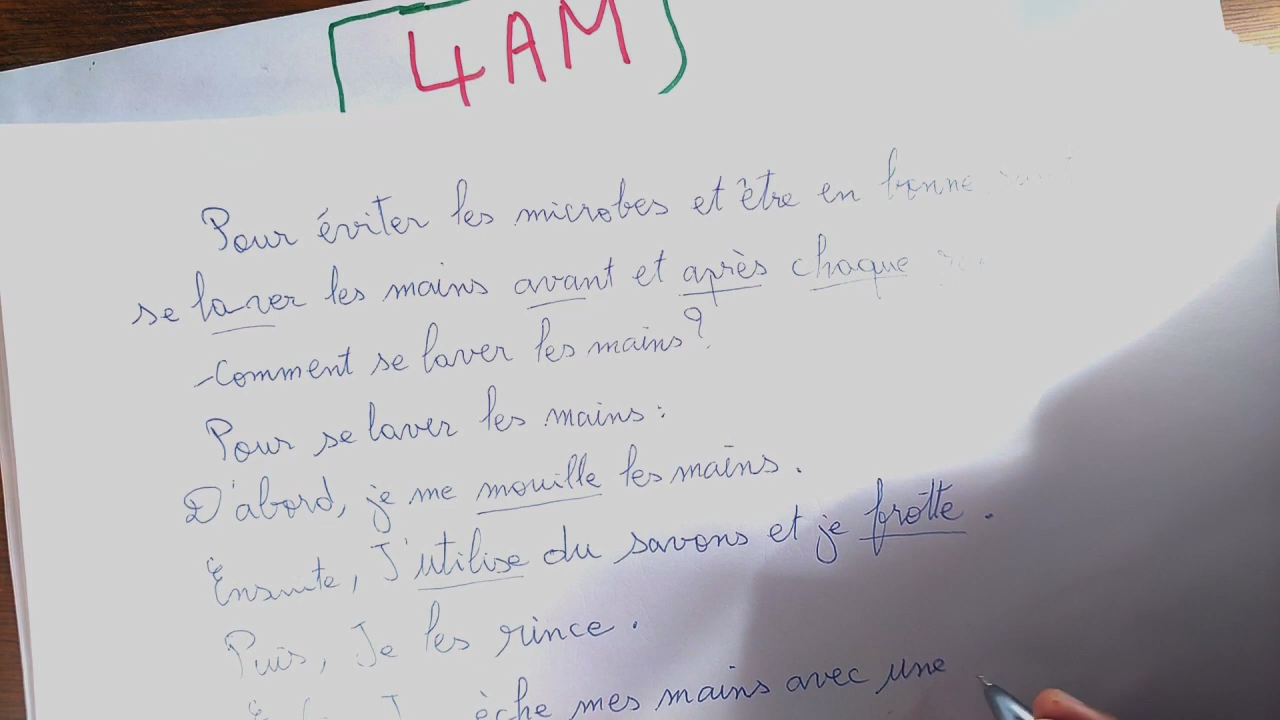 4AM
Pour éviter les microbes et être en bonne
se laver les mains avant et après chaque
-Comment se laver les mains?
Pour se laver les mains:
D'abord, je me mouille les mains.
Ensuite, J'utilise du savons et je frotte.
Puis, Je les rince.
mes mains avec une